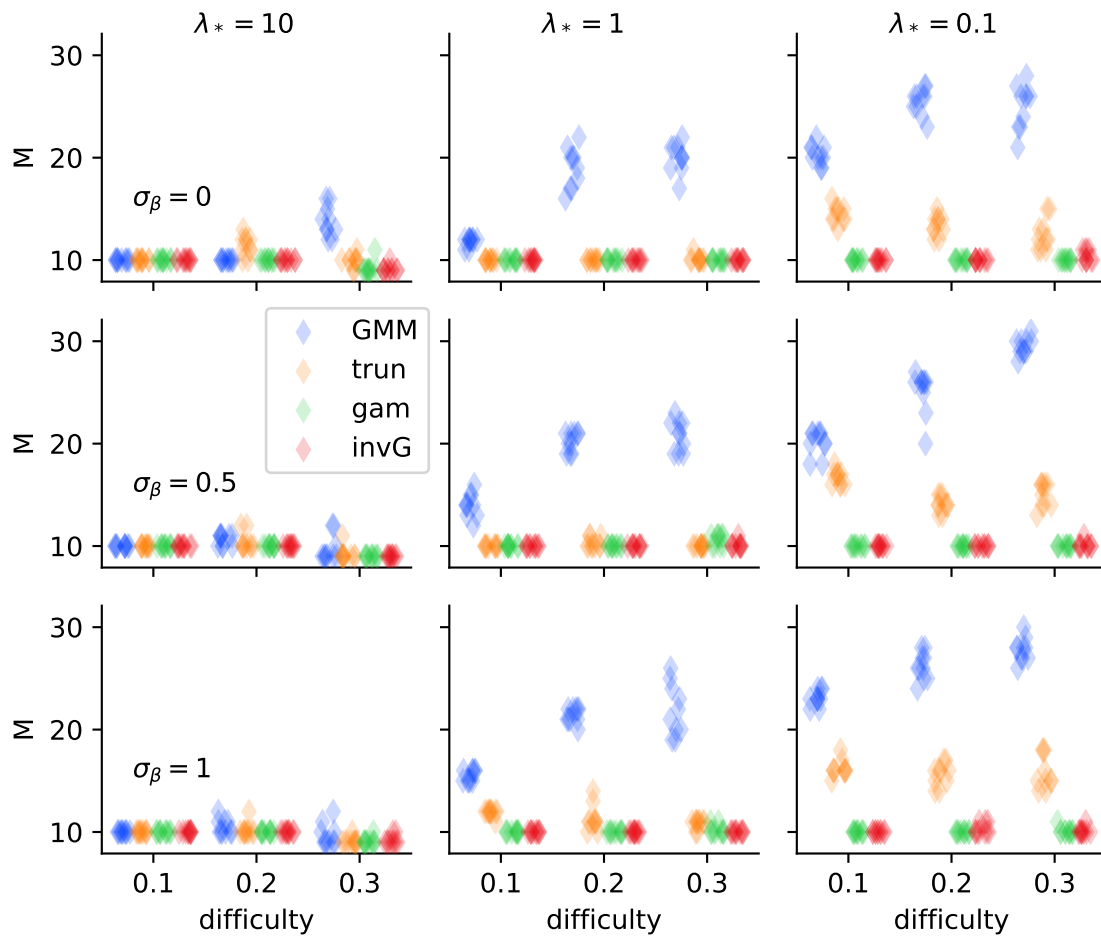 λ* = 10
λ* = 1
λ* = 0.1
30
20
10
M
σβ = 0
30
20
10
M
σβ = 0.5
GMM
trun
gam
invG
30
20
10
M
σβ = 1
0.1 0.2 0.3
0.1 0.2 0.3
0.1 0.2 0.3
difficulty
difficulty
difficulty